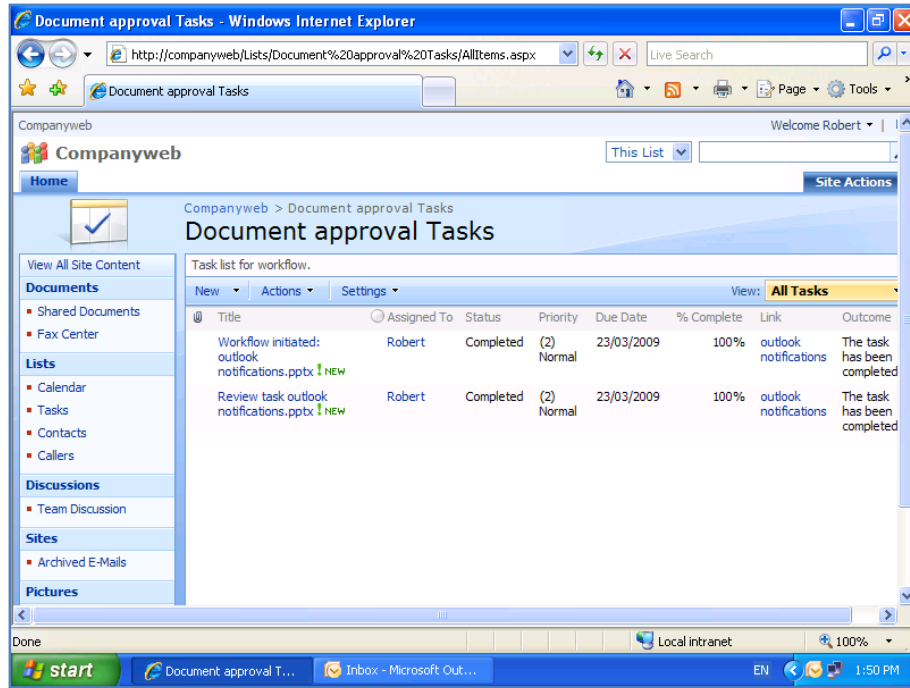 Document approval Tasks - Windows Internet Explorer
http://companyweb/Lists/Document%20approval%20Tasks/AllItems.aspx
Live Search
Document approval Tasks
Page
Tools
Companyweb
Welcome Robert
Companyweb
This List
Home
Site Actions
Companyweb > Document approval Tasks
Document approval Tasks
View All Site Content
Documents
Shared Documents
Fax Center
Lists
Calendar
Tasks
Contacts
Callers
Discussions
Team Discussion
Sites
Archived E-Mails
Pictures
Task list for workflow.
New Actions Settings View: All Tasks
Title Assigned To Status Priority Due Date % Complete Link Outcome
Workflow initiated: Robert Completed (2) 23/03/2009 100% outlook The task
outlook Normal notifications has been
notifications.pptx ! NEW completed
Review task outlook Robert Completed (2) 23/03/2009 100% outlook The task
notifications.pptx ! NEW Normal notifications has been
completed
Done
Local intranet
100%
start
Document approval T...
Inbox - Microsoft Out...
EN
1:50 PM